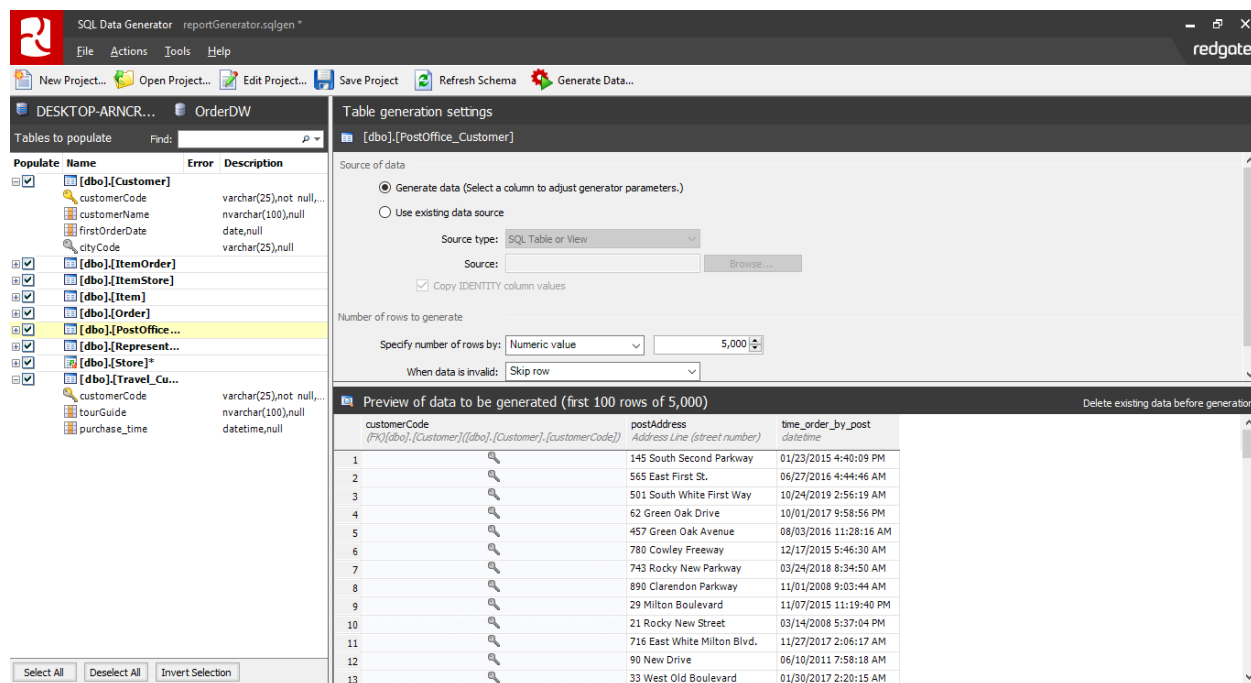 SQL Data Generator reportGenerator.sqlgen *
File Actions Tools Help
redgate
New Project... Open Project... Edit Project... Save Project Refresh Schema Generate Data...
DESKTOP-ARNCR... OrderDW
Tables to populate Find:
Populate Name Error Description
[dbo].[Customer]
customerCode varchar(25),not null,...
customerName nvarchar(100),null
firstOrderDate date,null
cityCode varchar(25),null
[dbo].[ItemOrder]
[dbo].[ItemStore]
[dbo].[Item]
[dbo].[Order]
[dbo].[PostOffice...
[dbo].[Represent...
[dbo].[Store]*
[dbo].[Travel_Cu...
customerCode varchar(25),not null,...
tourGuide nvarchar(100),null
purchase_time datetime,null
Select All Deselect All Invert Selection
Table generation settings
[dbo].[PostOffice_Customer]
Source of data
Generate data (Select a column to adjust generator parameters.)
Use existing data source
Source type: SQL Table or View
Source: Browse...
Copy IDENTITY column values
Number of rows to generate
Specify number of rows by: Numeric value 5,000
When data is invalid: Skip row
Preview of data to be generated (first 100 rows of 5,000) Delete existing data before generation
customerCode postAddress time_order_by_post
(FK)[dbo].[Customer]([dbo].[Customer].[customerCode]) Address Line (street number) datetime
1 145 South Second Parkway 01/23/2015 4:40:09 PM
2 565 East First St. 06/27/2016 4:44:46 AM
3 501 South White First Way 10/24/2019 2:56:19 AM
4 62 Green Oak Drive 10/01/2017 9:58:56 PM
5 457 Green Oak Avenue 08/03/2016 11:28:16 AM
6 780 Cowley Freeway 12/17/2015 5:46:30 AM
7 743 Rocky New Parkway 03/24/2018 8:34:50 AM
8 890 Clarendon Parkway 11/01/2008 9:03:44 AM
9 29 Milton Boulevard 11/07/2015 11:19:40 PM
10 21 Rocky New Street 03/14/2008 5:37:04 PM
11 716 East White Milton Blvd. 11/27/2017 2:06:17 AM
12 90 New Drive 06/10/2011 7:58:18 AM
13 33 West Old Boulevard 01/30/2017 2:20:15 AM